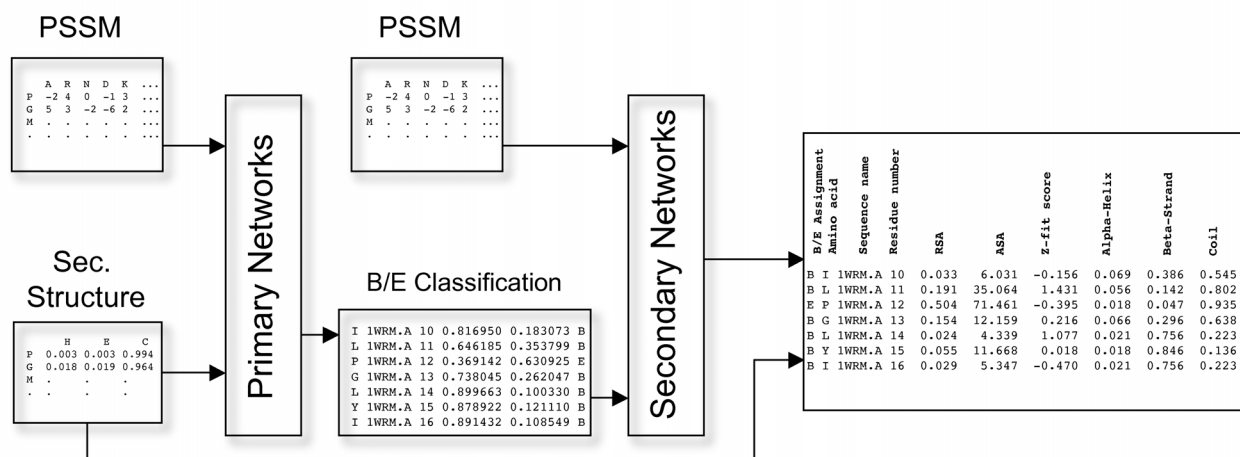 PSSM
A R N D K ...
P -2 4 0 -1 3 ...
G 5 3 -2 -6 2 ...
M . . . . . ...
. . . . . . ...
Sec.
Structure
H E C
P 0.003 0.003 0.994
G 0.018 0.019 0.964
M . . .
. . . .
Primary Networks
PSSM
A R N D K ...
P -2 4 0 -1 3 ...
G 5 3 -2 -6 2 ...
M . . . . . ...
. . . . . . ...
B/E Classification
I 1WRM.A 10 0.816950 0.183073 B
L 1WRM.A 11 0.646185 0.353799 B
P 1WRM.A 12 0.369142 0.630925 E
G 1WRM.A 13 0.738045 0.262047 B
L 1WRM.A 14 0.899663 0.100330 B
Y 1WRM.A 15 0.878922 0.121110 B
I 1WRM.A 16 0.891432 0.108549 B
Secondary Networks
B/E Assignment
Amino acid
Sequence name
Residue number
RSA
ASA
Z-fit score
Alpha-Helix
Beta-Strand
Coil
B I 1WRM.A 10 0.033 6.031 -0.156 0.069 0.386 0.545
B L 1WRM.A 11 0.191 35.064 1.431 0.056 0.142 0.802
E P 1WRM.A 12 0.504 71.461 -0.395 0.018 0.047 0.935
B G 1WRM.A 13 0.154 12.159 0.216 0.066 0.296 0.638
B L 1WRM.A 14 0.024 4.339 1.077 0.021 0.756 0.223
B Y 1WRM.A 15 0.055 11.668 0.018 0.018 0.846 0.136
B I 1WRM.A 16 0.029 5.347 -0.470 0.021 0.756 0.223